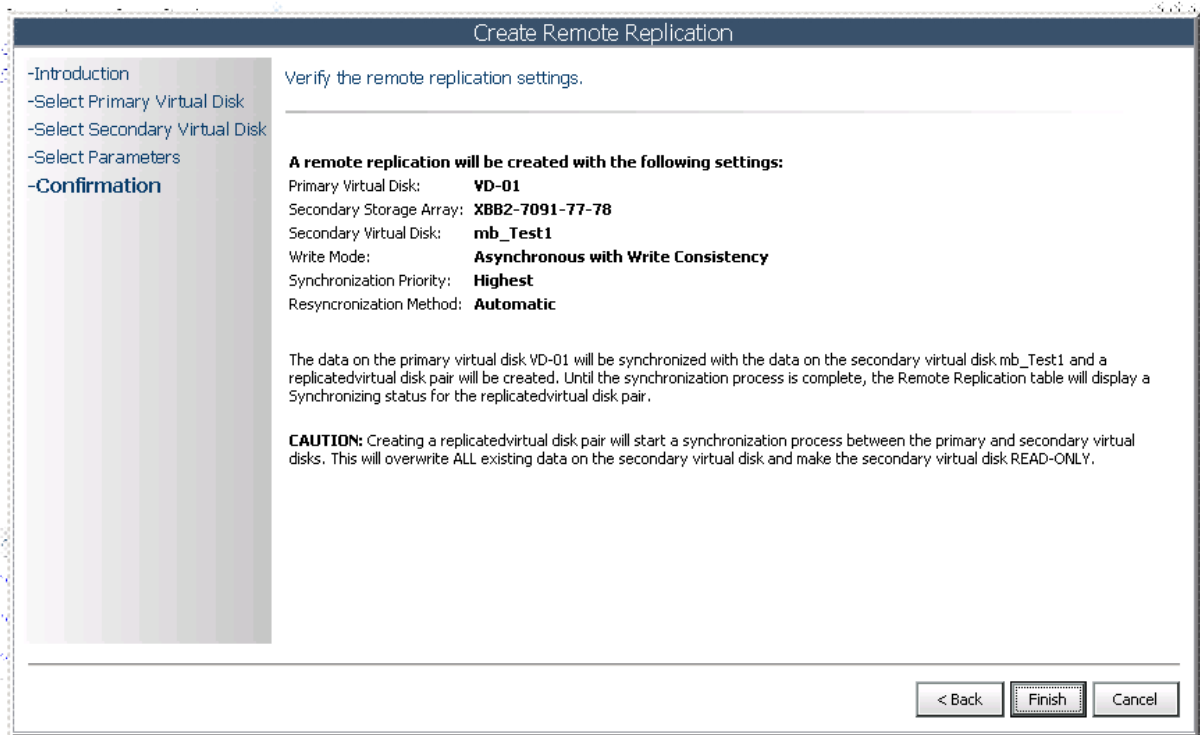 Create Remote Replication
-Introduction
-Select Primary Virtual Disk
-Select Secondary Virtual Disk
-Select Parameters
-Confirmation
Verify the remote replication settings.
A remote replication will be created with the following settings:
Primary Virtual Disk: VD-01
Secondary Storage Array: XBB2-7091-77-78
Secondary Virtual Disk: mb_Test1
Write Mode: Asynchronous with Write Consistency
Synchronization Priority: Highest
Resyncronization Method: Automatic
The data on the primary virtual disk VD-01 will be synchronized with the data on the secondary virtual disk mb_Test1 and a
replicatedvirtual disk pair will be created. Until the synchronization process is complete, the Remote Replication table will display a
Synchronizing status for the replicatedvirtual disk pair.
CAUTION: Creating a replicatedvirtual disk pair will start a synchronization process between the primary and secondary virtual
disks. This will overwrite ALL existing data on the secondary virtual disk and make the secondary virtual disk READ-ONLY.
< Back Finish Cancel